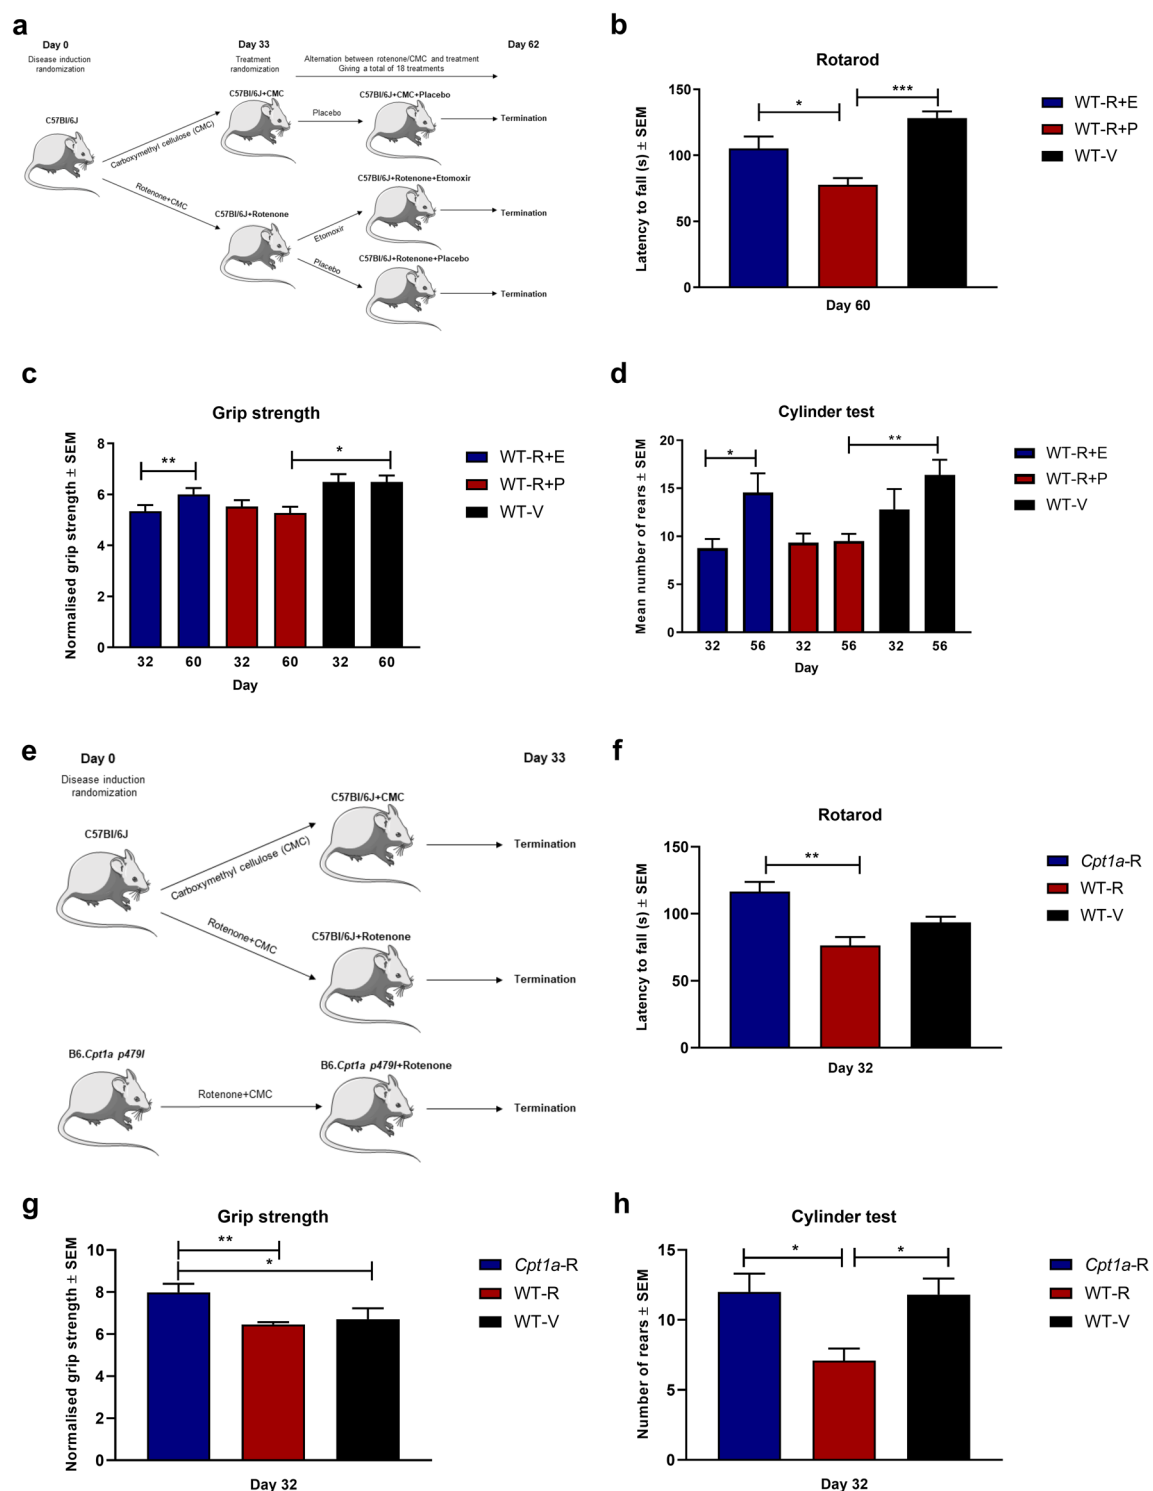 a
Day 0
Disease induction
randomization
Day 33
Treatment
randomization
Alternation between rotenone/CMC and treatment
Giving a total of 18 treatments
Day 62
C57Bl/6J
Carboxymethyl cellulose (CMC)
Rotenone+CMC
C57Bl/6J+CMC
Placebo
C57Bl/6J+CMC+Placebo
Termination
C57Bl/6J+Rotenone
Etomoxir
Placebo
C57Bl/6J+Rotenone+Etomoxir
Termination
C57Bl/6J+Rotenone+Placebo
Termination
b
Rotarod
Latency to fall (s) ± SEM
150
100
50
0
*
***
Day 60
WT-R+E
WT-R+P
WT-V
c
Grip strength
Normalised grip strength ± SEM
8
6
4
2
0
**
*
32 60 32 60 32 60
Day
WT-R+E
WT-R+P
WT-V
d
Cylinder test
Mean number of rears ± SEM
20
15
10
5
0
*
**
32 56 32 56 32 56
Day
WT-R+E
WT-R+P
WT-V
e
Day 0
Disease induction
randomization
Day 33
C57Bl/6J
Carboxymethyl cellulose (CMC)
Rotenone+CMC
C57Bl/6J+CMC
Termination
C57Bl/6J+Rotenone
Termination
B6.Cpt1a p479l
Rotenone+CMC
B6.Cpt1a p479l+Rotenone
Termination
f
Rotarod
Latency to fall (s) ± SEM
150
100
50
0
**
Day 32
Cpt1a-R
WT-R
WT-V
g
Grip strength
Normalised grip strength ± SEM
10
8
6
4
2
0
**
*
Day 32
Cpt1a-R
WT-R
WT-V
h
Cylinder test
Number of rears ± SEM
15
10
5
0
*
*
Day 32
Cpt1a-R
WT-R
WT-V